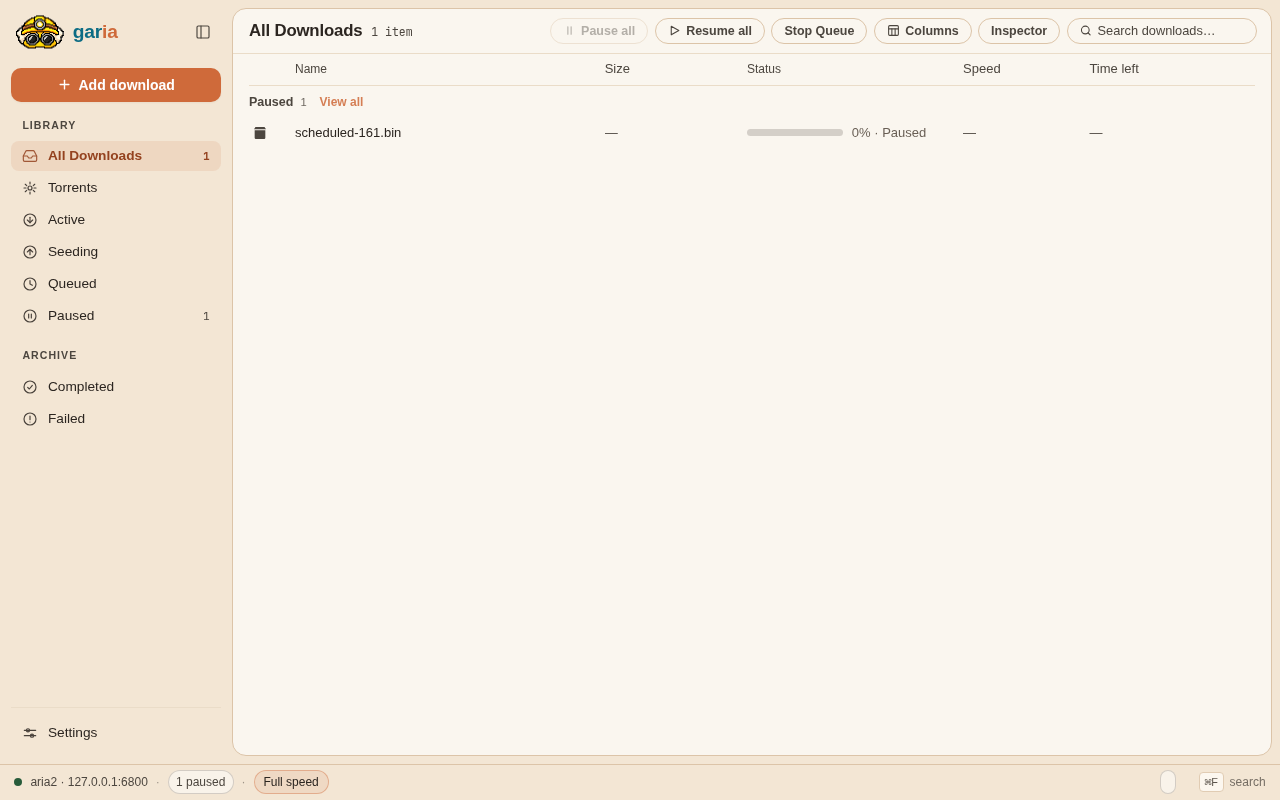 garia
Add download
LIBRARY
All Downloads 1
Torrents
Active
Seeding
Queued
Paused 1
ARCHIVE
Completed
Failed
Settings
All Downloads 1 item
Pause all
Resume all
Stop Queue
Columns
Inspector
Search downloads…
Name Size Status Speed Time left
Paused 1 View all
scheduled-161.bin — 0% · Paused — —
aria2 · 127.0.0.1:6800 · 1 paused · Full speed
⌘F search